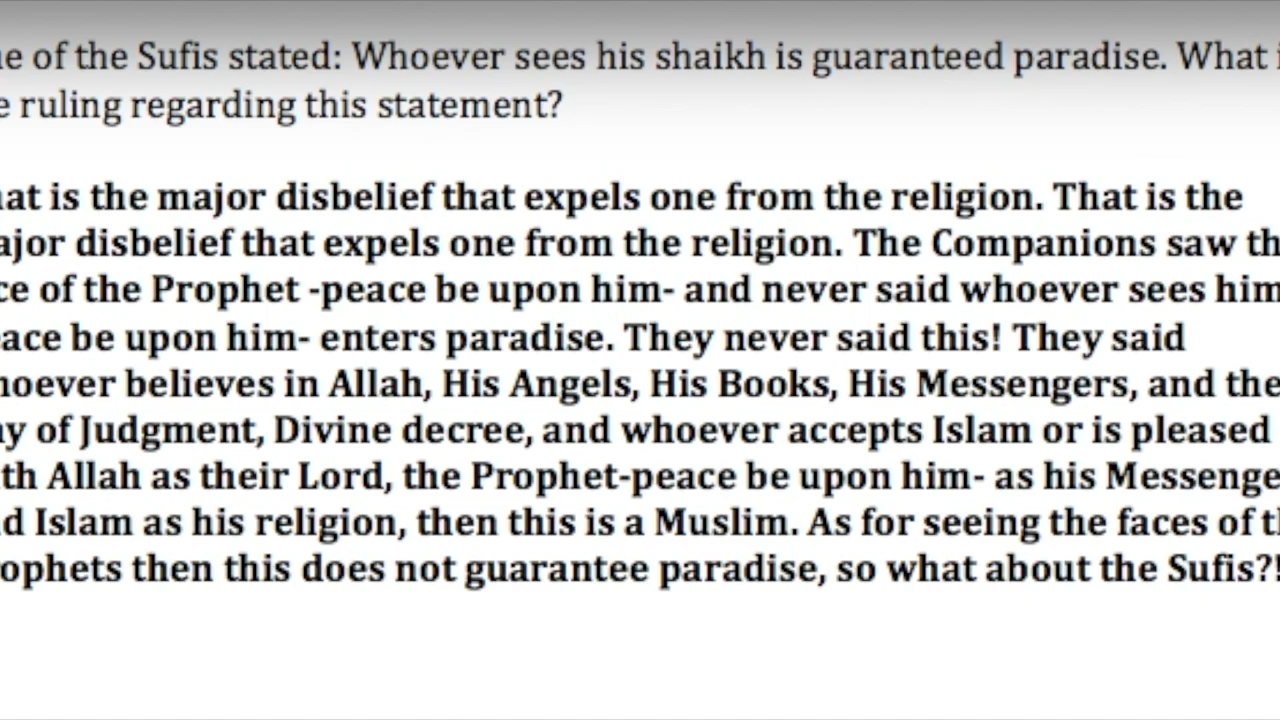 ue of the Sufis stated: Whoever sees his shaikh is guaranteed paradise. What i
e ruling regarding this statement?
hat is the major disbelief that expels one from the religion. That is the
ajor disbelief that expels one from the religion. The Companions saw th
ce of the Prophet -peace be upon him- and never said whoever sees him
eace be upon him- enters paradise. They never said this! They said
hoever believes in Allah, His Angels, His Books, His Messengers, and the
ay of Judgment, Divine decree, and whoever accepts Islam or is pleased
th Allah as their Lord, the Prophet-peace be upon him- as his Messenge
d Islam as his religion, then this is a Muslim. As for seeing the faces of t
ophets then this does not guarantee paradise, so what about the Sufis?!